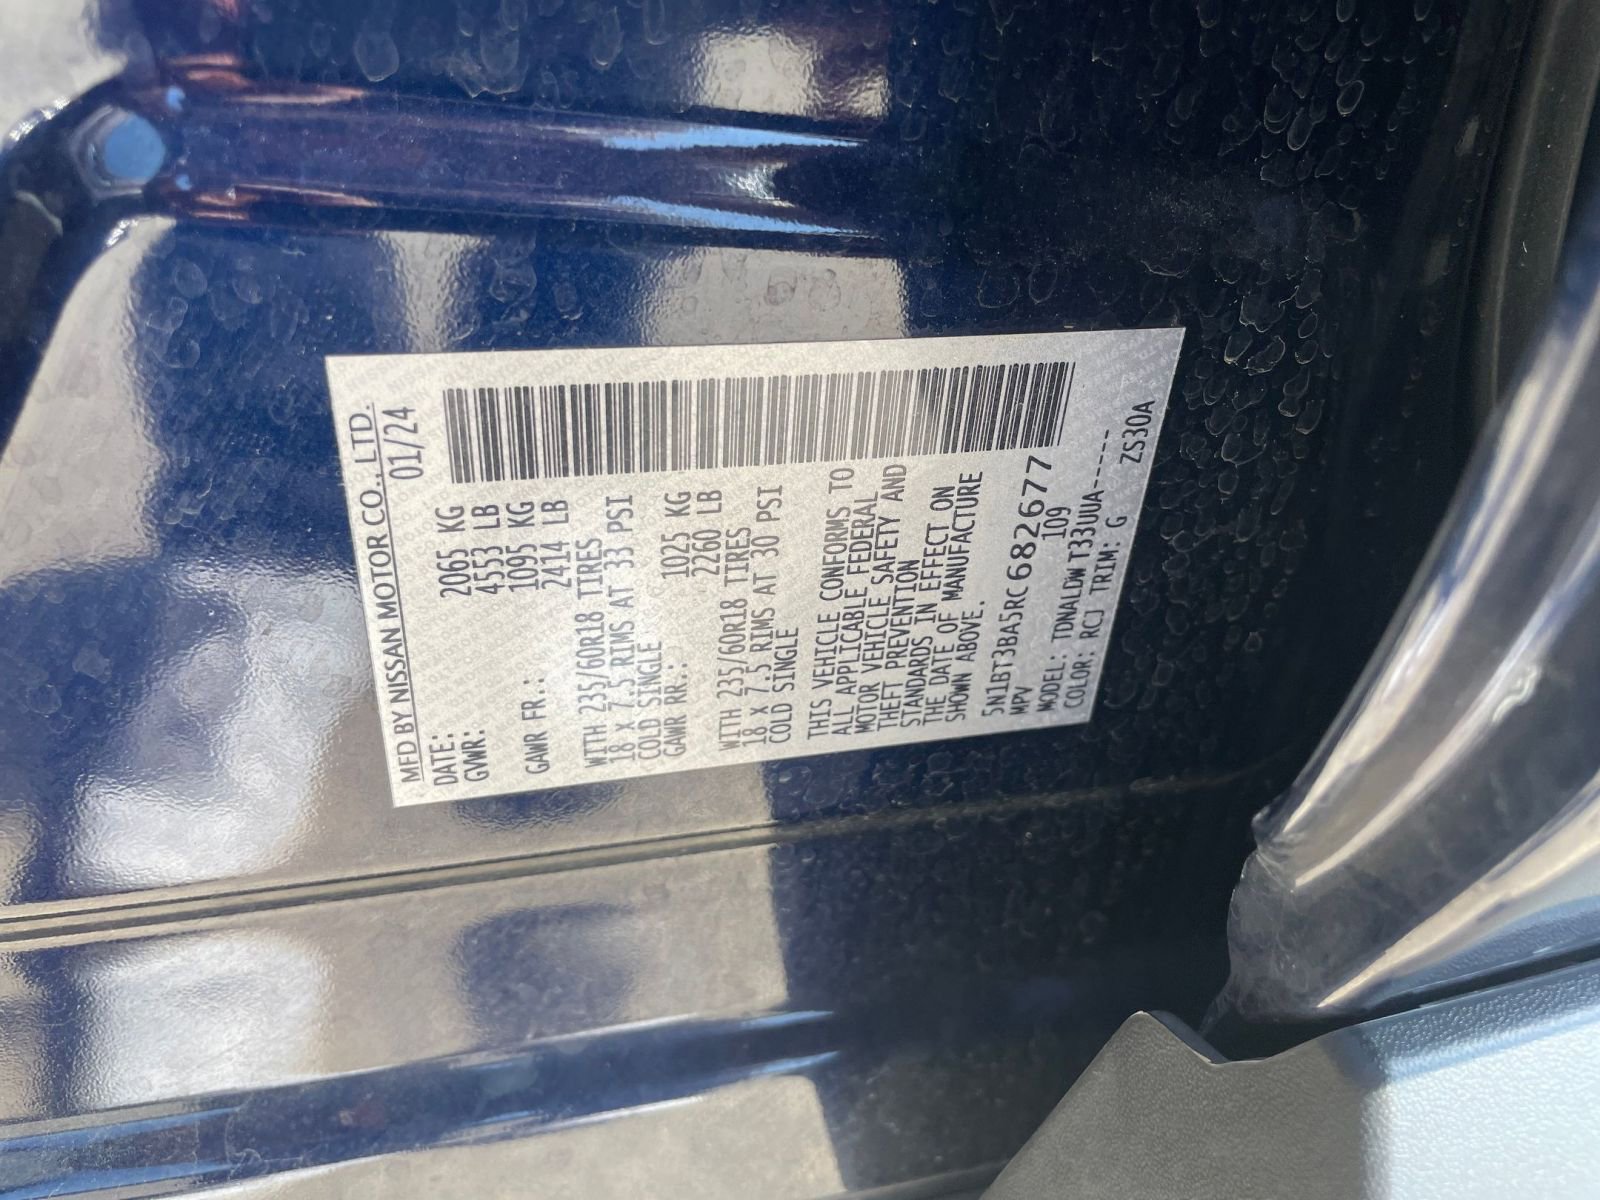 MFD BY NISSAN MOTOR CO.,LTD.
DATE: 01/24
GVWR: 2065 KG
4553 LB
GAWR FR.: 1095 KG
2414 LB
WITH 235/60R18 TIRES
18 X 7.5 RIMS AT 33 PSI
COLD SINGLE
GAWR RR.: 1025 KG
2260 LB
WITH 235/60R18 TIRES
18 X 7.5 RIMS AT 30 PSI
COLD SINGLE
THIS VEHICLE CONFORMS TO
ALL APPLICABLE FEDERAL
MOTOR VEHICLE SAFETY AND
THEFT PREVENTION
STANDARDS IN EFFECT ON
THE DATE OF MANUFACTURE
SHOWN ABOVE.
5N1BT3BA5RC682677
MPV 109
MODEL: TDNALDWT33UUA-----
COLOR: RCJ TRIM: G ZS30A